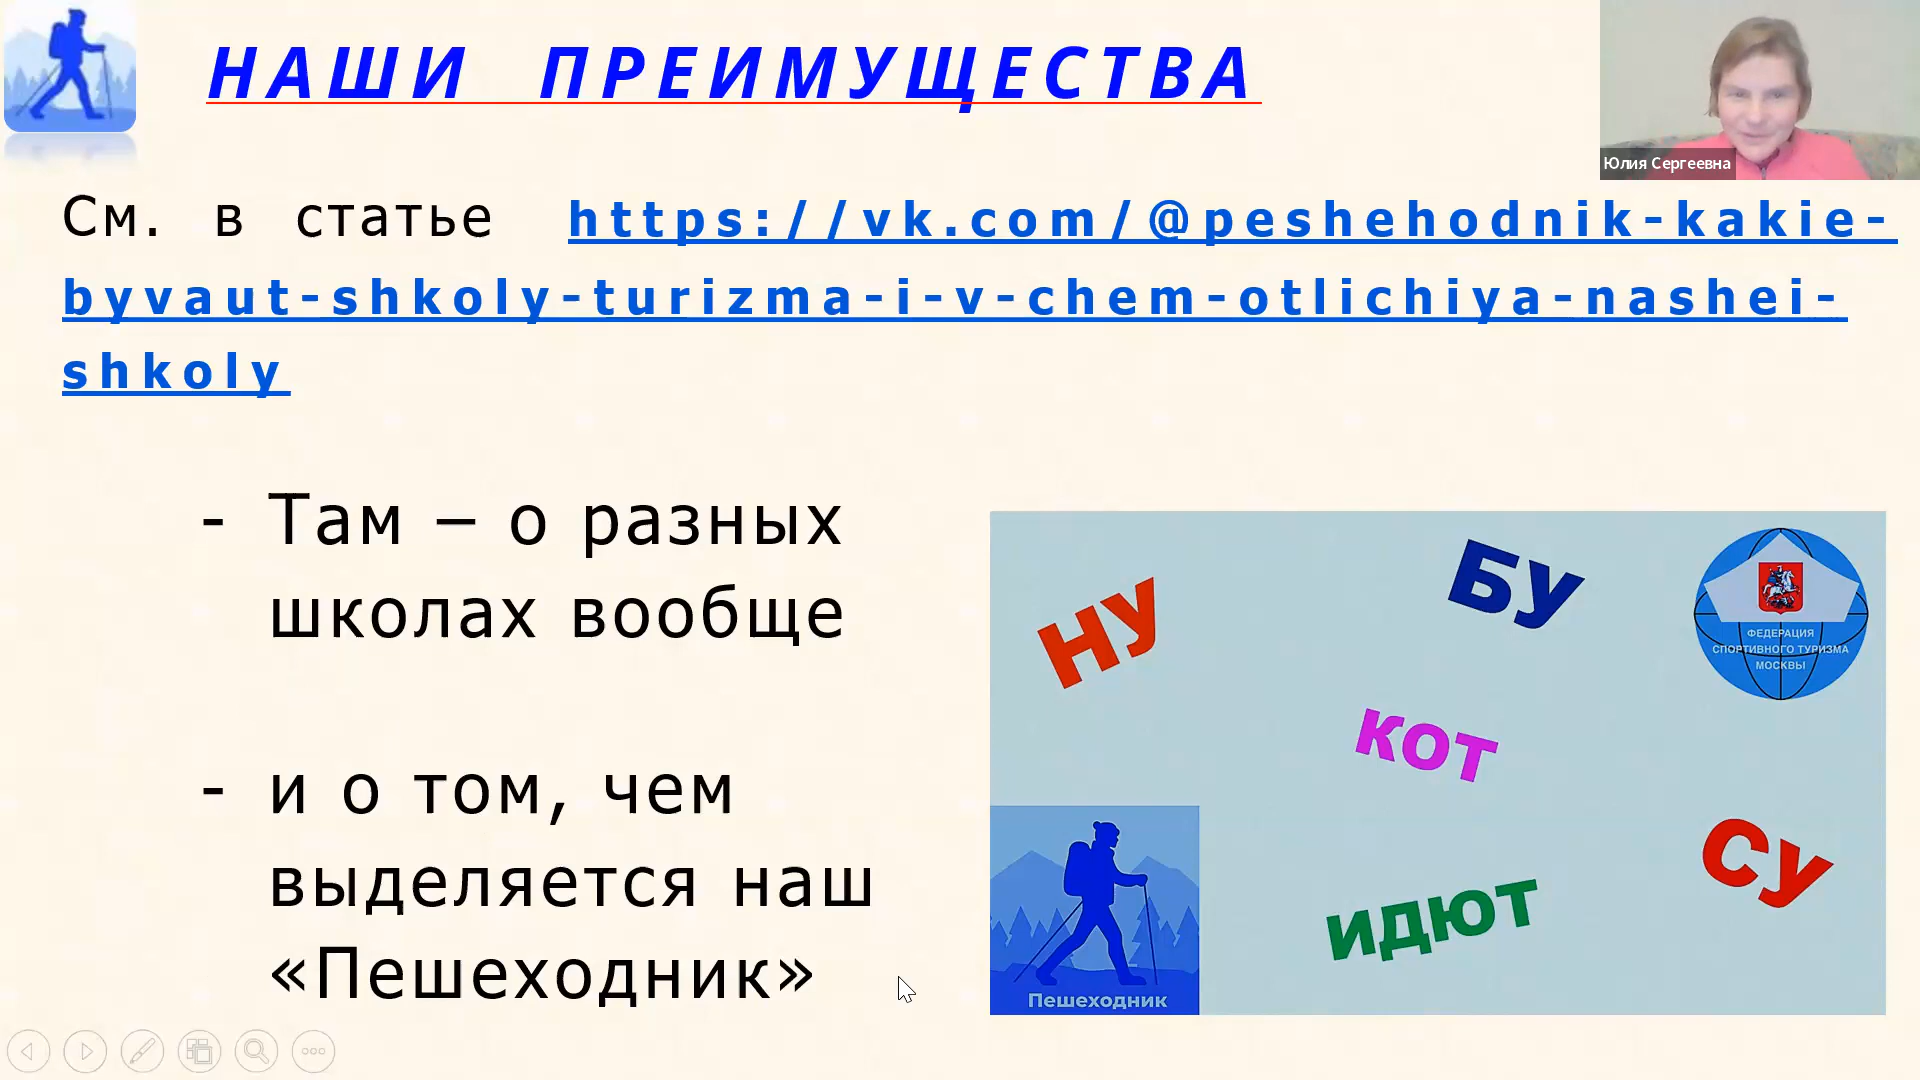 НАШИ ПРЕИМУЩЕСТВА
Юлия Сергеевна
См. в статье https://vk.com/@peshehodnik-kakie-
byvaut-shkoly-turizma-i-v-chem-otlichiya-nashei-
shkoly
- Там – о разных
школах вообще
- и о том, чем
выделяется наш
«Пешеходник»
НУ
БУ
ФЕДЕРАЦИЯ
СПОРТИВНОГО ТУРИЗМА
МОСКВЫ
КОТ
СУ
ИДЮТ
Пешеходник